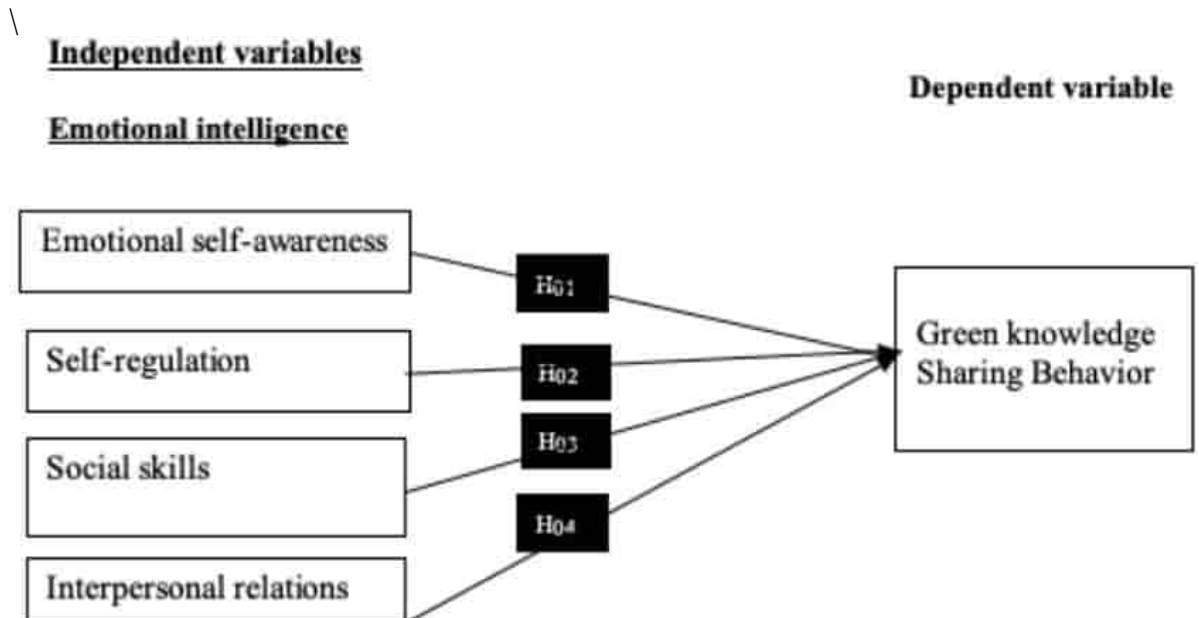 \
Independent variables
Dependent variable
Emotional intelligence
Emotional self-awareness
H01
Self-regulation
H02
Green knowledge
Sharing Behavior
H03
Social skills
H04
Interpersonal relations